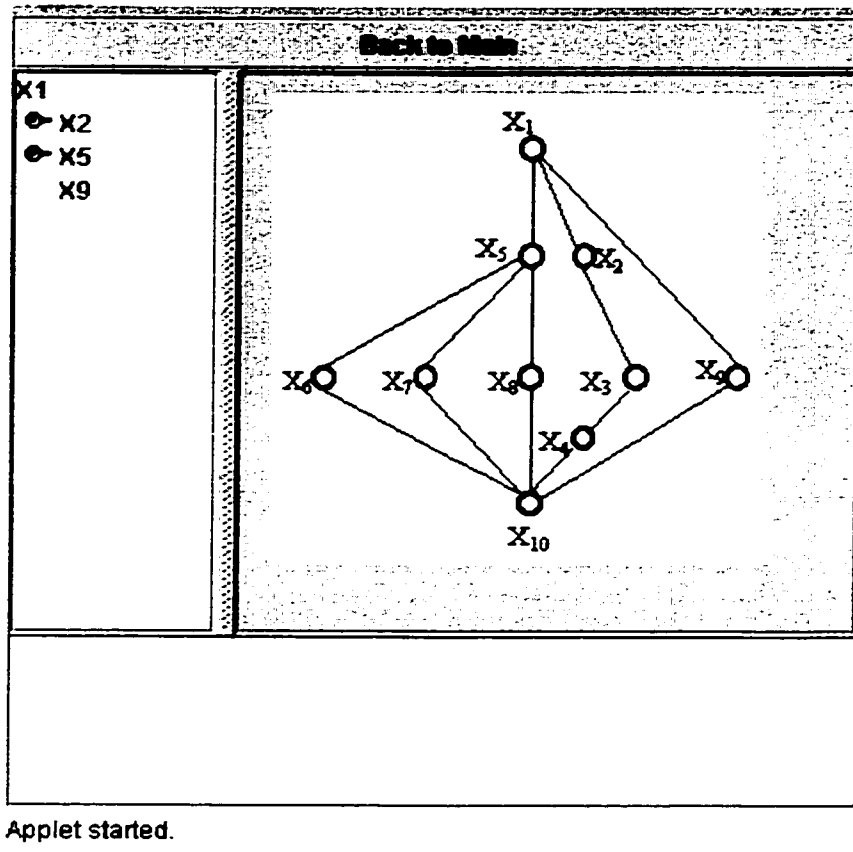 Back to Main
X1
X2
X5
X9
X₁
X₅ X₂
X₆ X₇ X₈ X₃ X₉
X₄
X₁₀
Applet started.